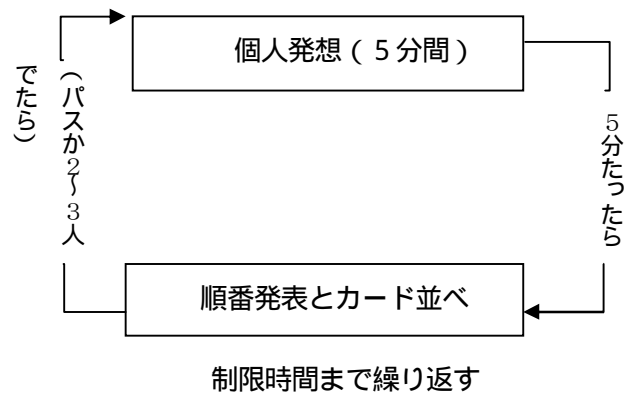 個人発想(5分間)
(パスか2~3人
でたら)
5分たったら
順番発表とカード並べ
制限時間まで繰り返す